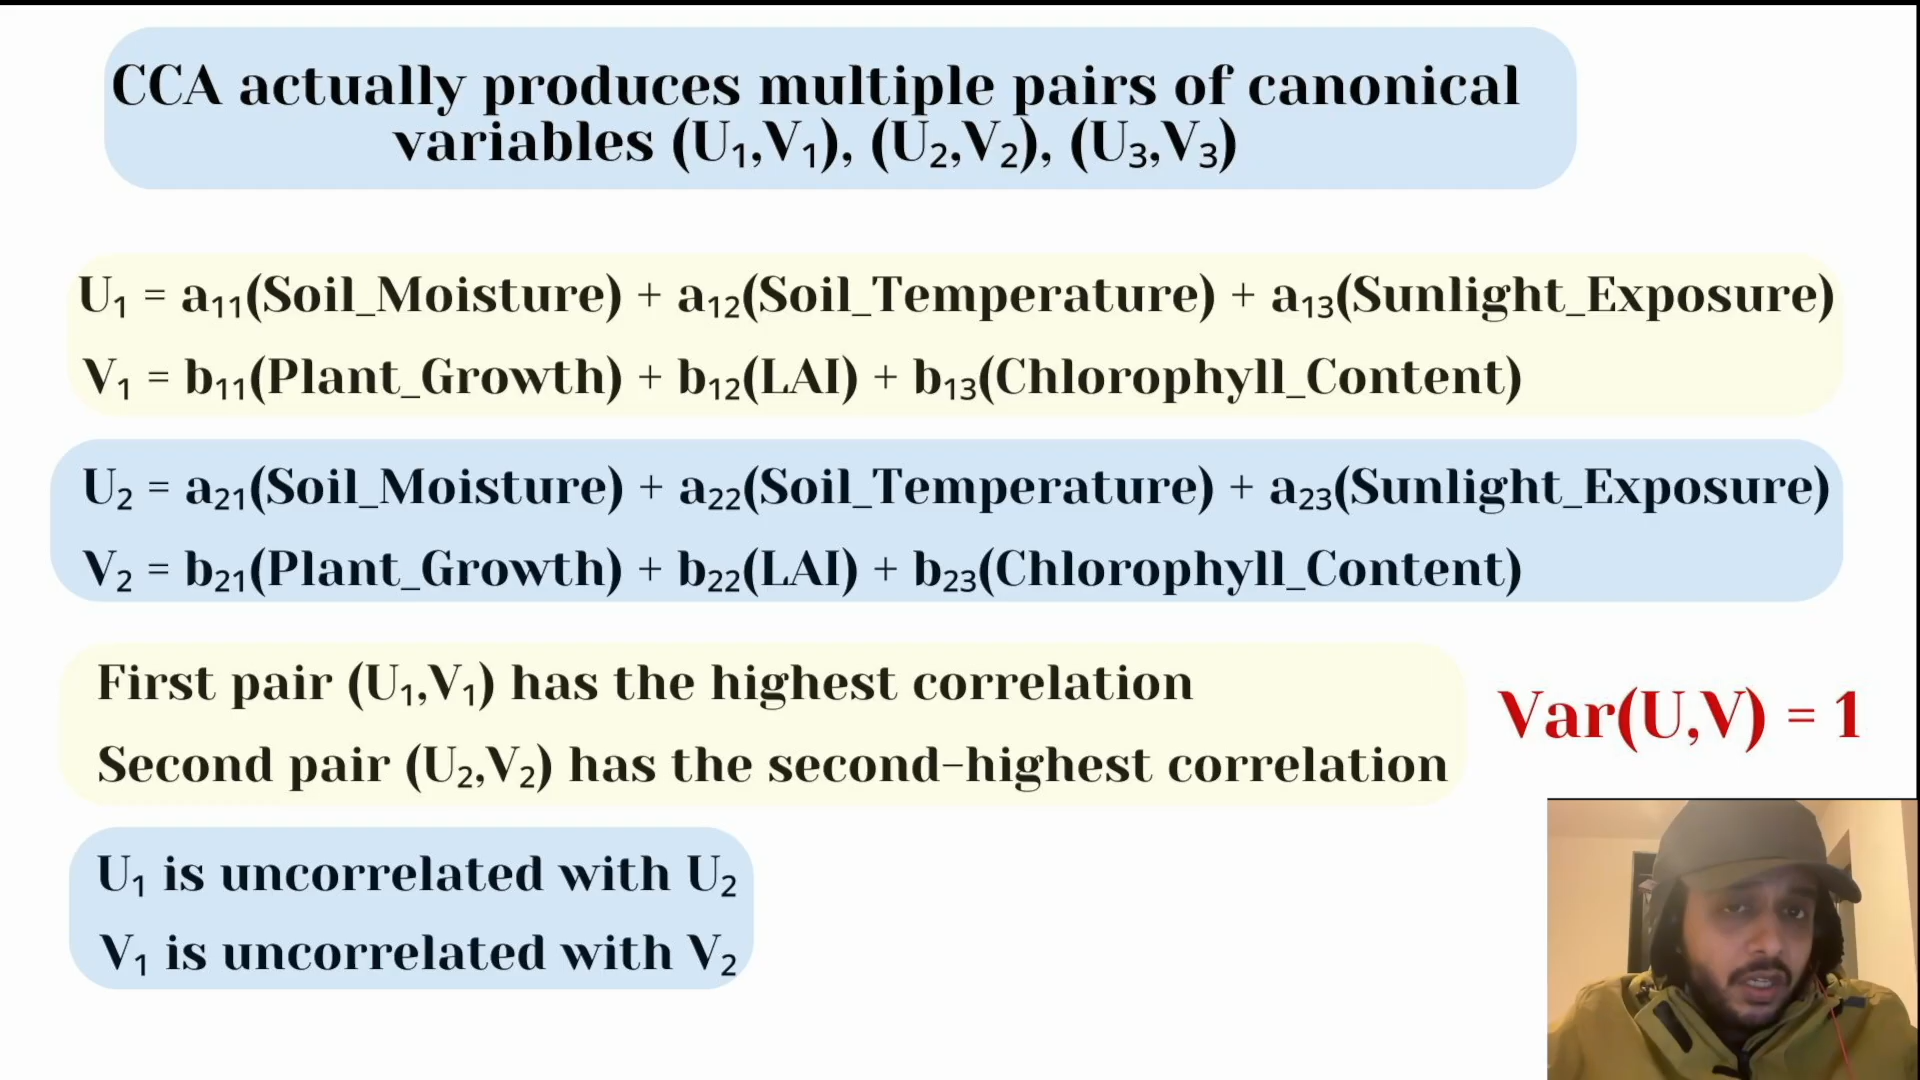 CCA actually produces multiple pairs of canonical
variables (U₁,V₁), (U₂,V₂), (U₃,V₃)
U₁ = a₁₁(Soil_Moisture) + a₁₂(Soil_Temperature) + a₁₃(Sunlight_Exposure)
V₁ = b₁₁(Plant_Growth) + b₁₂(LAI) + b₁₃(Chlorophyll_Content)
U₂ = a₂₁(Soil_Moisture) + a₂₂(Soil_Temperature) + a₂₃(Sunlight_Exposure)
V₂ = b₂₁(Plant_Growth) + b₂₂(LAI) + b₂₃(Chlorophyll_Content)
First pair (U₁,V₁) has the highest correlation
Second pair (U₂,V₂) has the second-highest correlation
Var(U,V) = 1
U₁ is uncorrelated with U₂
V₁ is uncorrelated with V₂